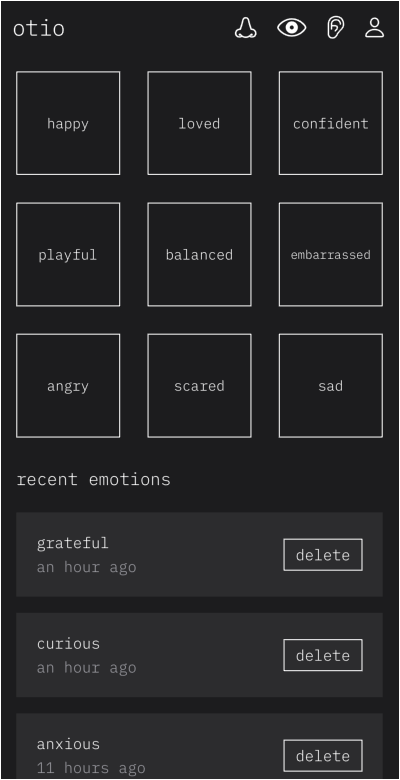 otio
happy
loved
confident
playful
balanced
embarrassed
angry
scared
sad
recent emotions
grateful
an hour ago
delete
curious
an hour ago
delete
anxious
11 hours ago
delete